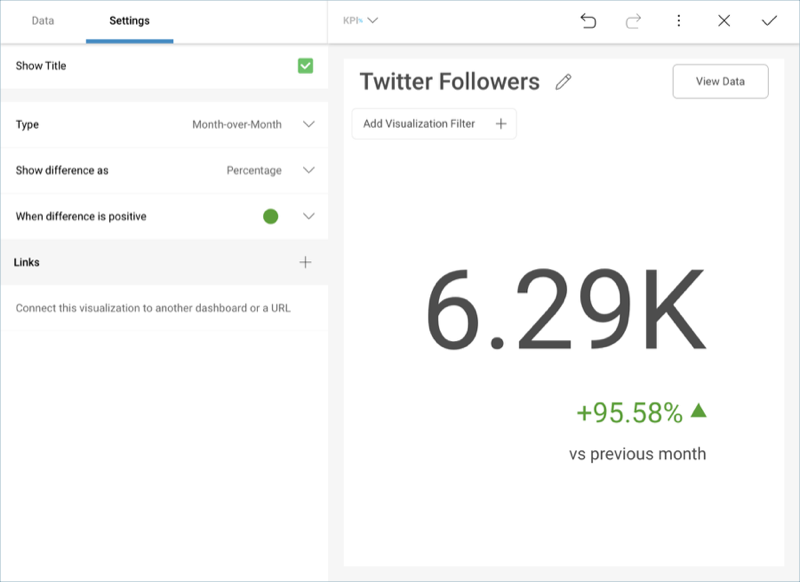 Data Settings
Show Title
Type Month-over-Month
Show difference as Percentage
When difference is positive
Links
Connect this visualization to another dashboard or a URL
KPIs
Twitter Followers View Data
Add Visualization Filter
6.29K
+95.58%
vs previous month